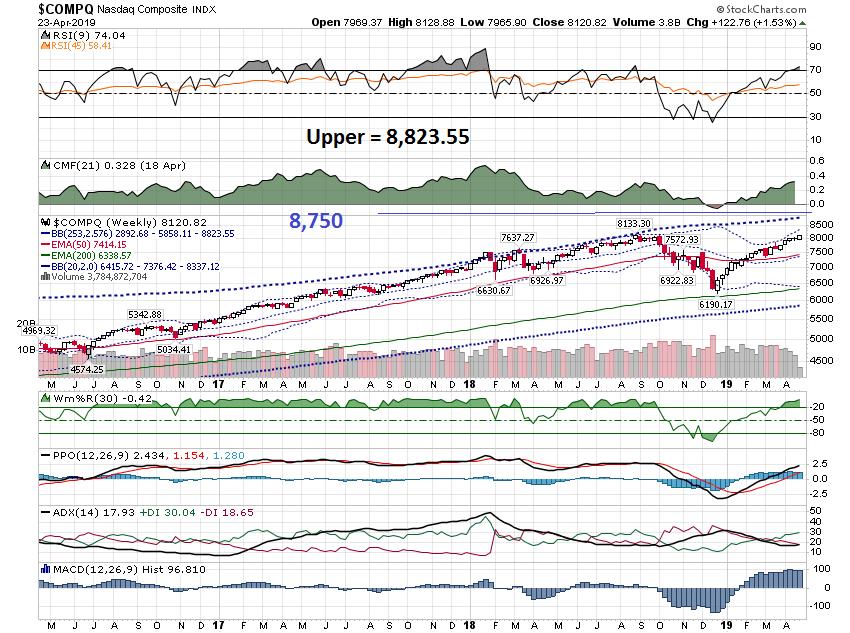 $COMPQ Nasdaq Composite INDX
© StockCharts.com
23-Apr-2019
Open 7969.37 High 8128.88 Low 7965.90 Close 8120.82 Volume 3.8B Chg +122.76 (+1.53%)
RSI(9) 74.04
RSI(45) 58.41
90
70
50
30
10
Upper = 8,823.55
CMF(21) 0.328 (18 Apr)
0.6
0.4
0.2
0.0
8,750
$COMPQ (Weekly) 8120.82
BB(253,2.576) 2892.68 - 5858.11 - 8823.55
EMA(50) 7414.15
EMA(200) 6338.57
BB(20,2.0) 6415.72 - 7376.42 - 8337.12
Volume 3,784,872,704
8133.30
7637.27
7572.93
6926.97
6922.83
6630.67
6190.17
5342.88
4969.32
5034.41
4574.25
20B
10B
8500
8000
7500
7000
6500
6000
5500
5000
4500
M J J A S O N D 17 F M A M J J A S O N D 18 F M A M J J A S O N D 19 F M A
Wm%R(30) -0.42
-20
-50
-80
PPO(12,26,9) 2.434, 1.154, 1.280
2.5
0.0
-2.5
ADX(14) 17.93 +DI 30.04 -DI 18.65
50
40
30
20
10
MACD(12,26,9) Hist 96.810
100
0
-100
M J J A S O N D 17 F M A M J J A S O N D 18 F M A M J J A S O N D 19 F M A